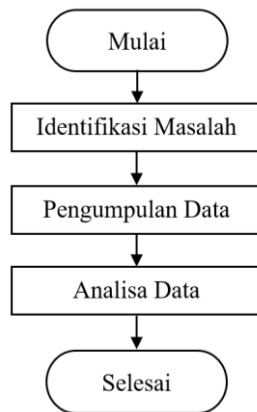 Mulai
Identifikasi Masalah
Pengumpulan Data
Analisa Data
Selesai